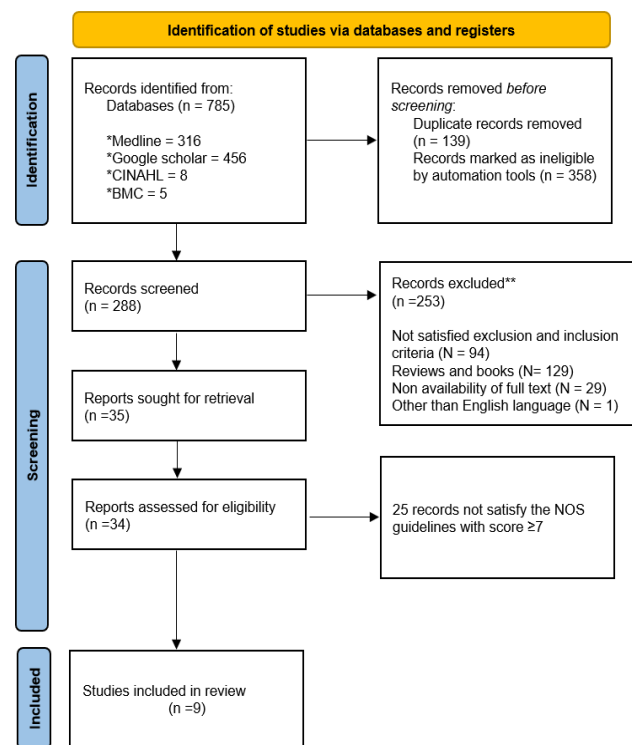 Identification of studies via databases and registers
Identification
Records identified from:
Databases (n = 785)
*Medline = 316
*Google scholar = 456
*CINAHL = 8
*BMC = 5
Records removed before
screening:
Duplicate records removed
(n = 139)
Records marked as ineligible
by automation tools (n = 358)
Screening
Records screened
(n = 288)
Records excluded**
(n =253)
Not satisfied exclusion and inclusion
criteria (N = 94)
Reviews and books (N= 129)
Non availability of full text (N = 29)
Other than English language (N = 1)
Reports sought for retrieval
(n =35)
Reports assessed for eligibility
(n =34)
25 records not satisfy the NOS
guidelines with score ≥7
Included
Studies included in review
(n =9)